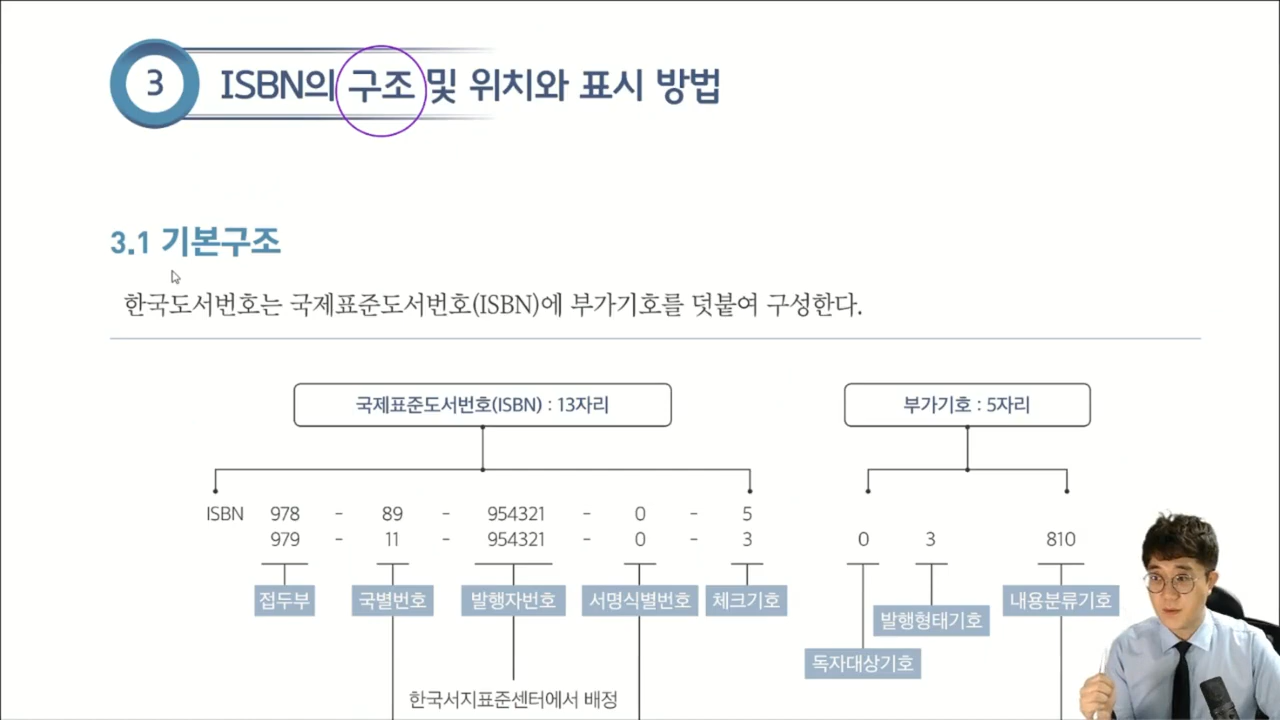 3 ISBN의 구조 및 위치와 표시 방법
3.1 기본구조
한국도서번호는 국제표준도서번호(ISBN)에 부가기호를 덧붙여 구성한다.
국제표준도서번호(ISBN) : 13자리 부가기호 : 5자리
ISBN 978 - 89 - 954321 - 0 - 5
979 - 11 - 954321 - 0 - 3 0 3 810
접두부 국별번호 발행자번호 서명식별번호 체크기호 내용분류기호
발행형태기호
독자대상기호
한국서지표준센터에서 배정